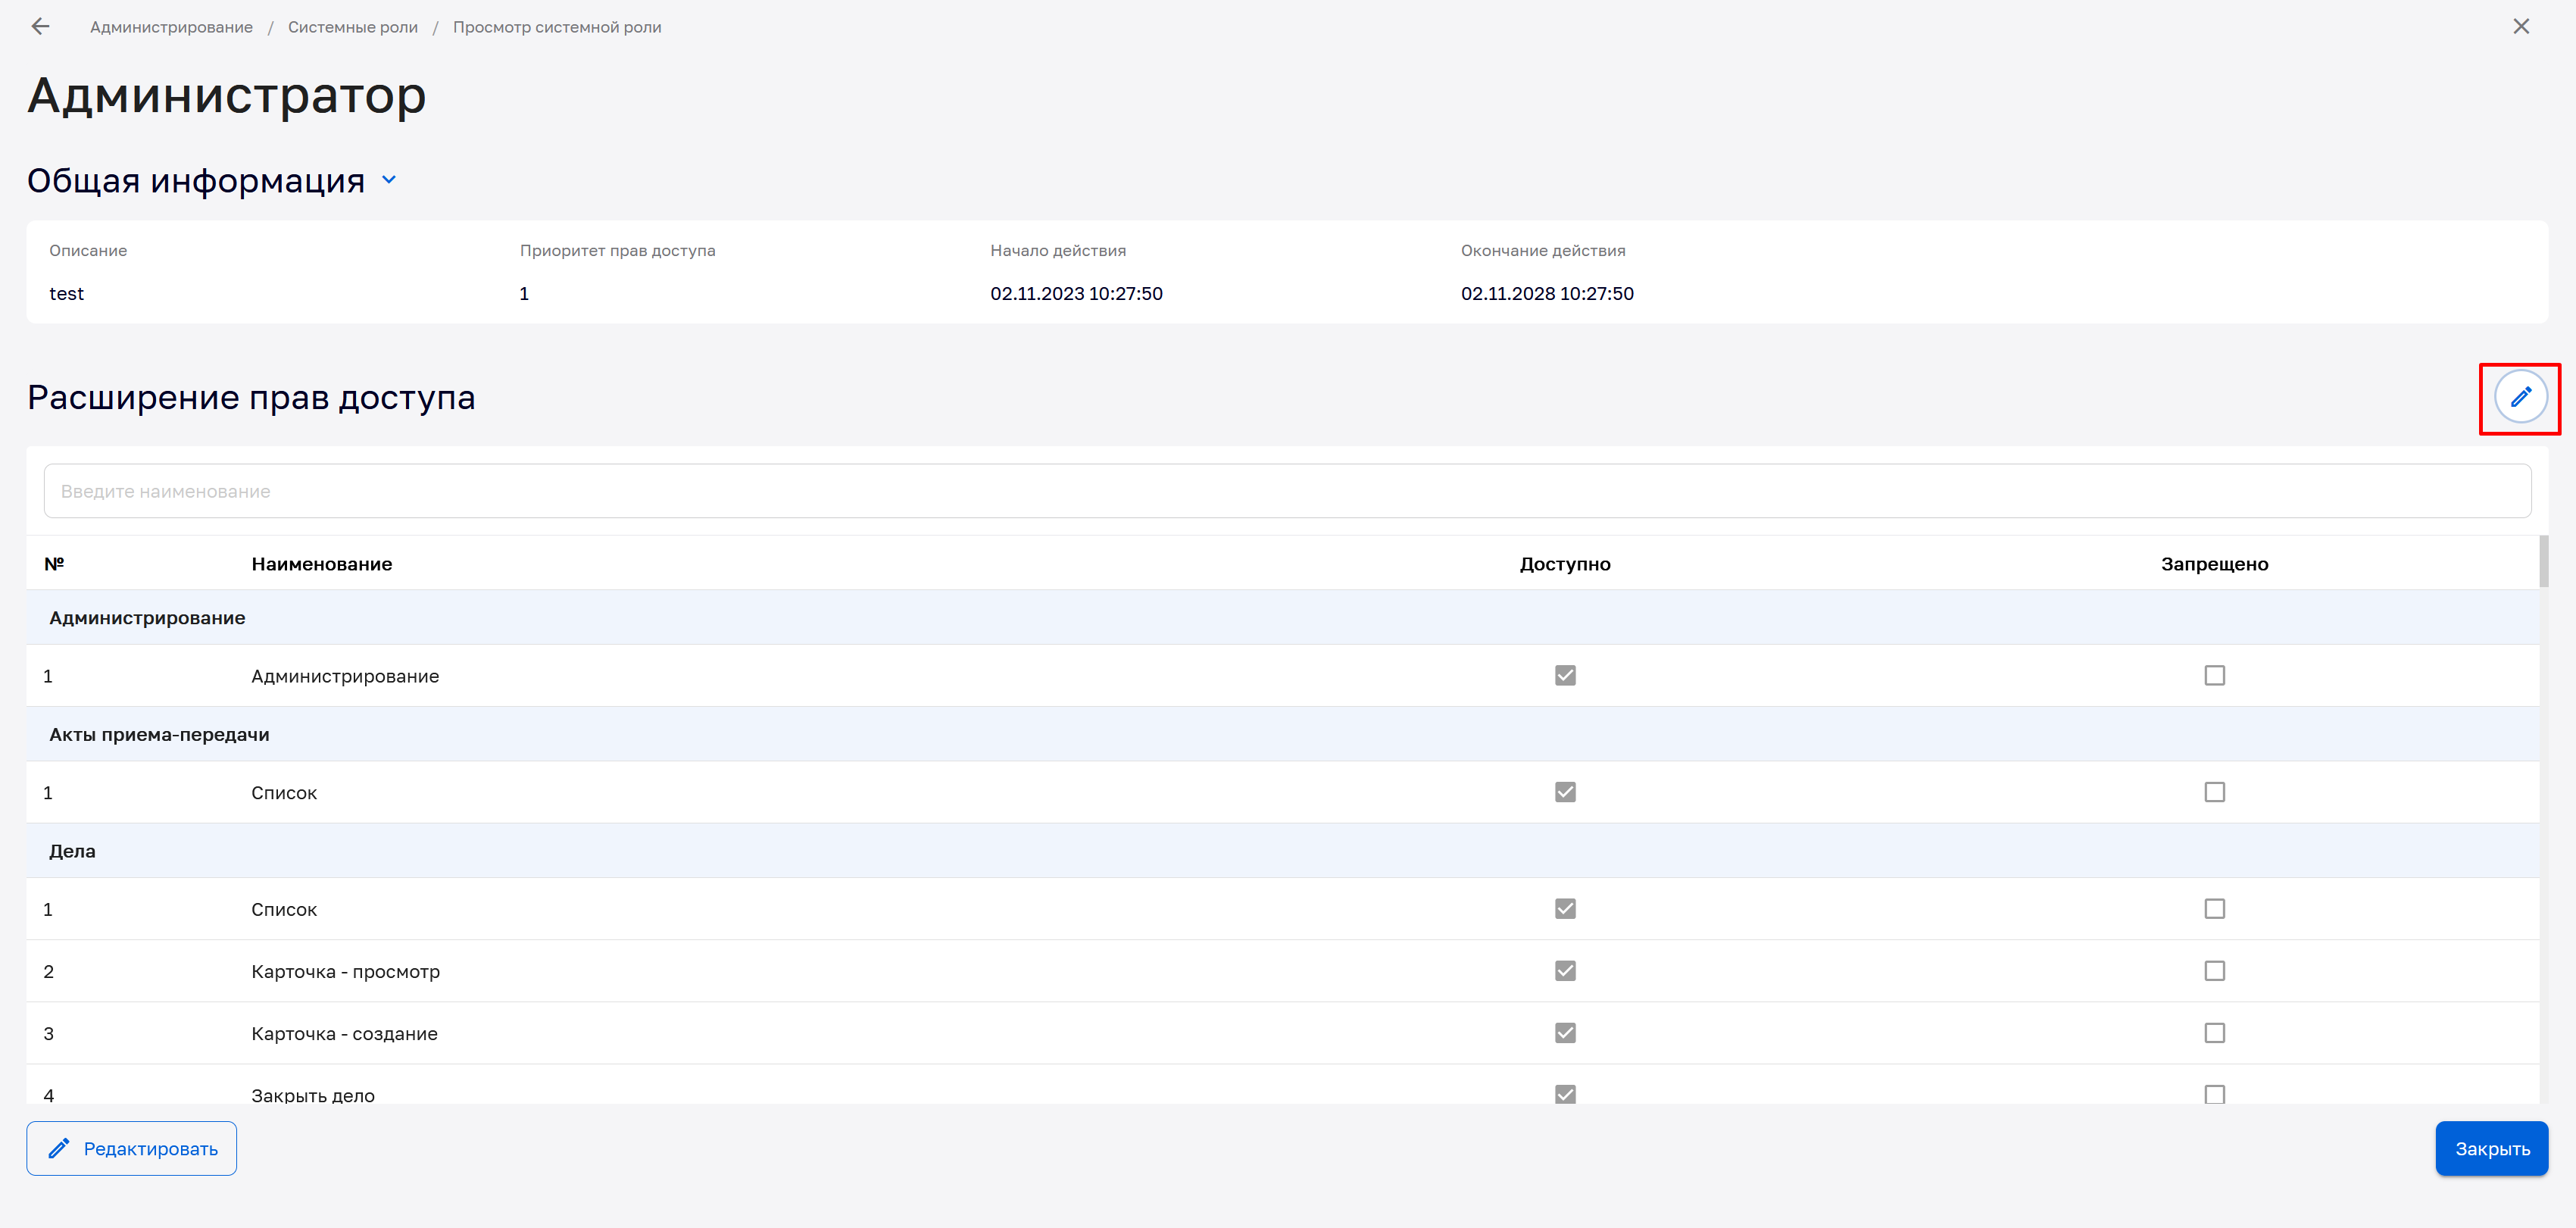 Администрирование / Системные роли / Просмотр системной роли
Администратор
Общая информация
Описание Приоритет прав доступа Начало действия Окончание действия
test 1 02.11.2023 10:27:50 02.11.2028 10:27:50
Расширение прав доступа
Введите наименование
№ Наименование Доступно Запрещено
Администрирование
1 Администрирование
Акты приема-передачи
1 Список
Дела
1 Список
2 Карточка - просмотр
3 Карточка - создание
4 Закрыть дело
Редактировать Закрыть